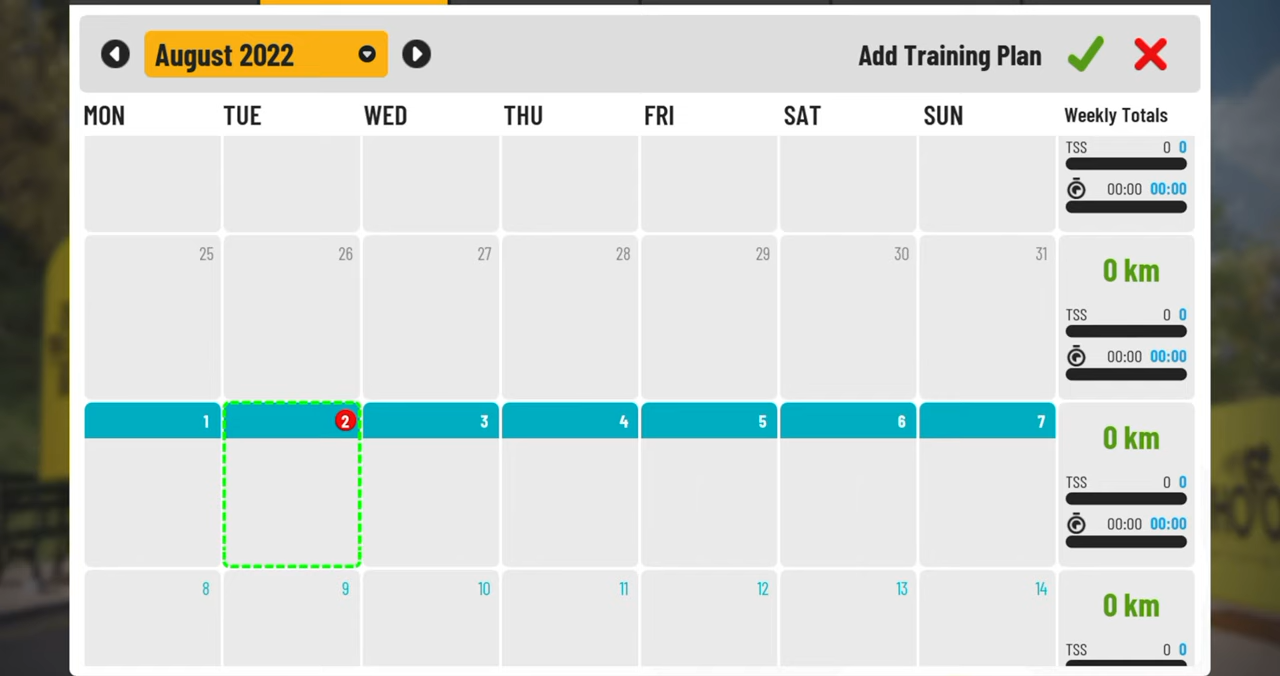 August 2022
Add Training Plan
MON TUE WED THU FRI SAT SUN Weekly Totals
TSS 0 0
00:00 00:00
25 26 27 28 29 30 31
0 km
TSS 0 0
00:00 00:00
1 2 3 4 5 6 7
0 km
TSS 0 0
00:00 00:00
8 9 10 11 12 13 14
0 km
TSS 0 0